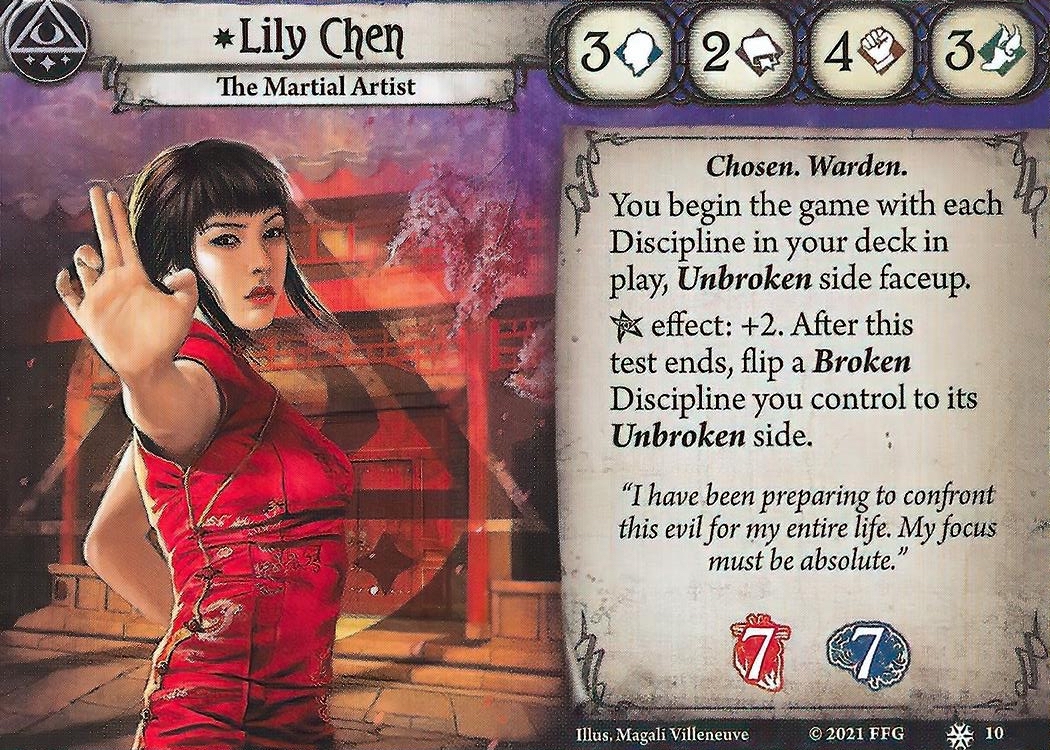 Lily Chen
The Martial Artist
3 2 4 3
Chosen. Warden.
You begin the game with each
Discipline in your deck in
play, Unbroken side faceup.
effect: +2. After this
test ends, flip a Broken
Discipline you control to its
Unbroken side.
“I have been preparing to confront
this evil for my entire life. My focus
must be absolute.”
7 7
Illus. Magali Villeneuve © 2021 FFG 10